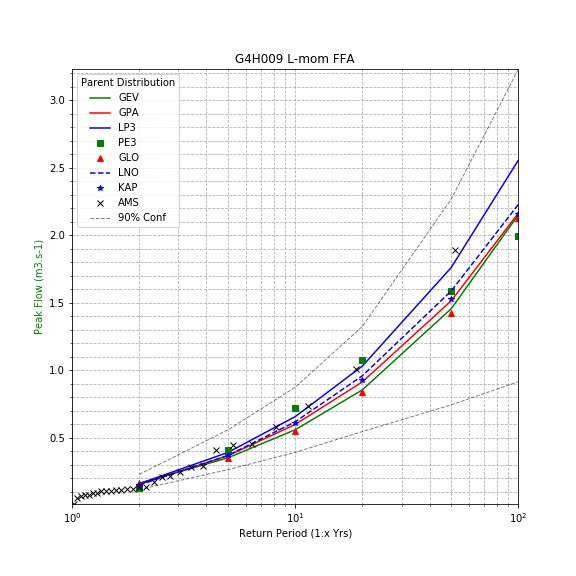 G4H009 L-mom FFA
Parent Distribution
GEV
GPA
LP3
PE3
GLO
LNO
KAP
AMS
90% Conf
3.0
2.5
2.0
1.5
1.0
0.5
Peak Flow (m3.s-1)
10⁰ 10¹ 10²
Return Period (1:x Yrs)